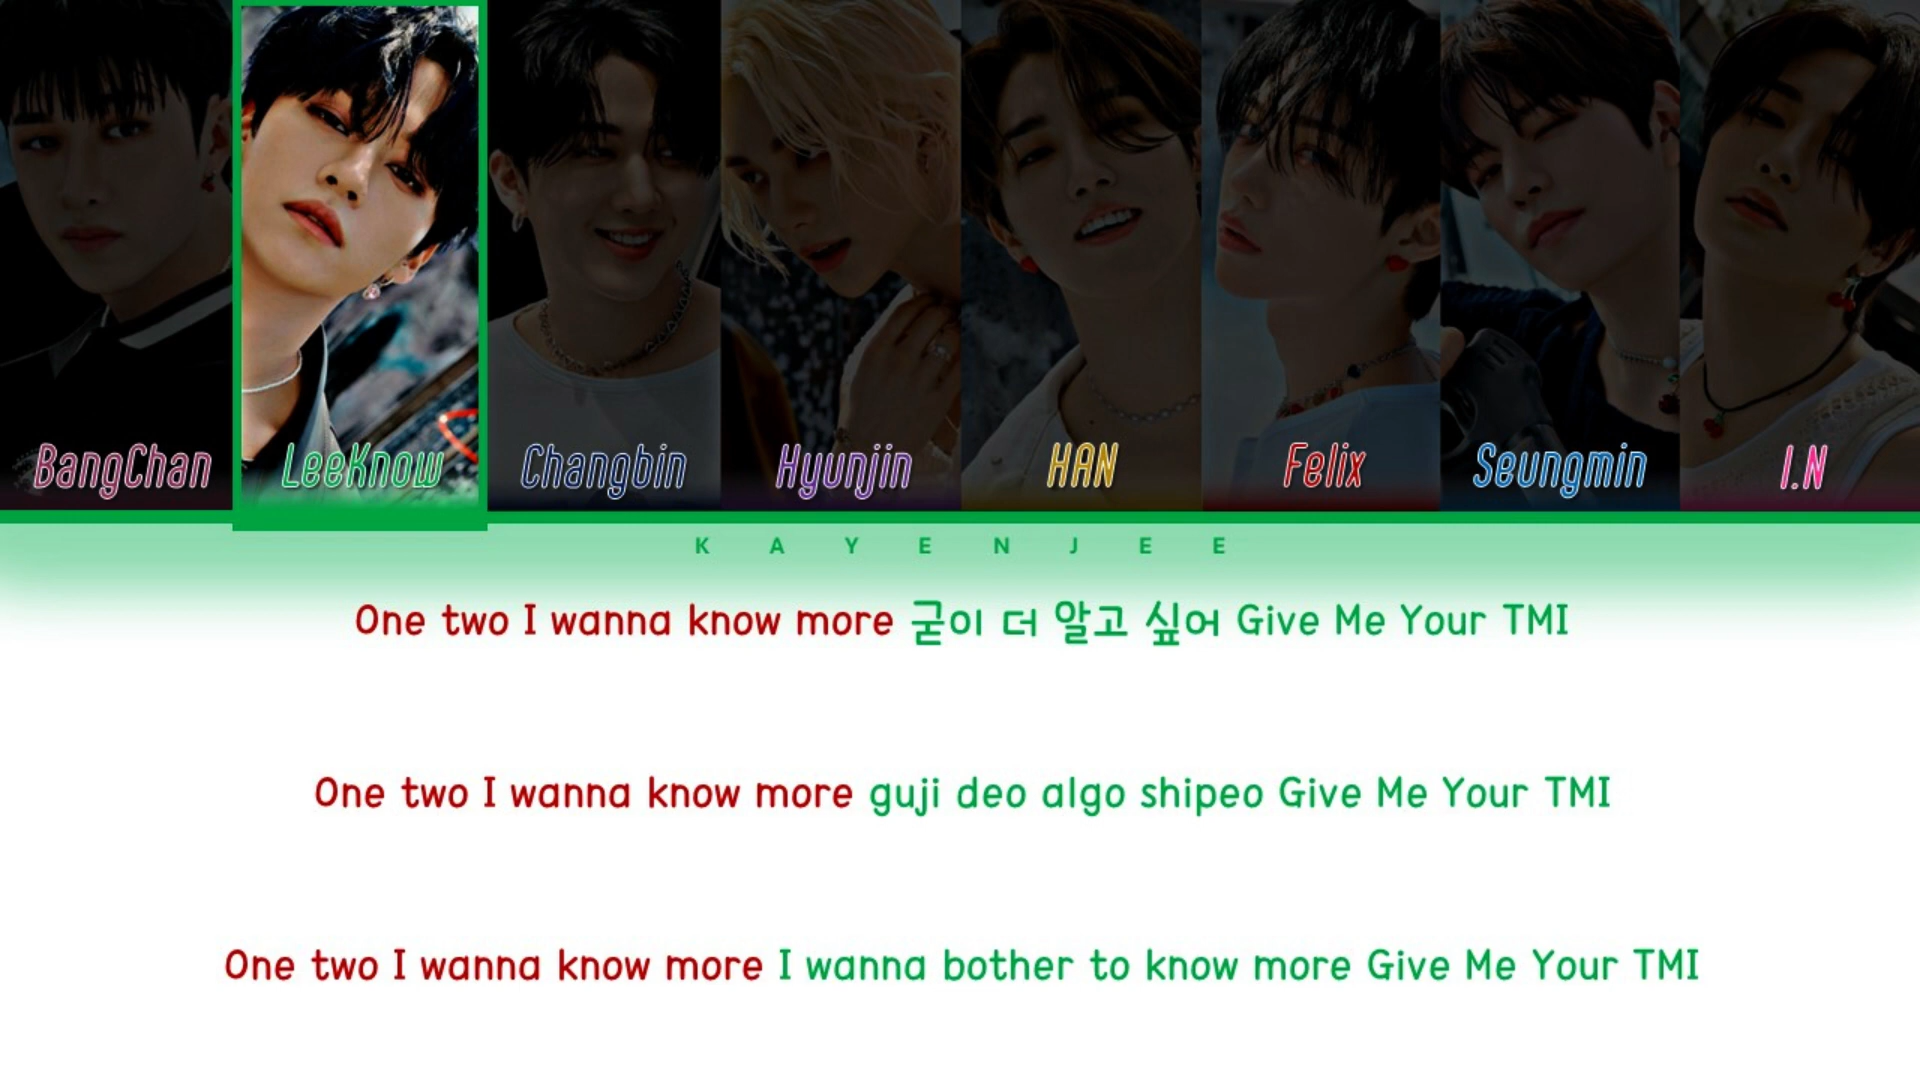 BangChan LeeKnow Changbin Hyunjin HAN Felix Seungmin I.N
KAYENJEE
One two I wanna know more 굳이 더 알고 싶어 Give Me Your TMI
One two I wanna know more guji deo algo shipeo Give Me Your TMI
One two I wanna know more I wanna bother to know more Give Me Your TMI